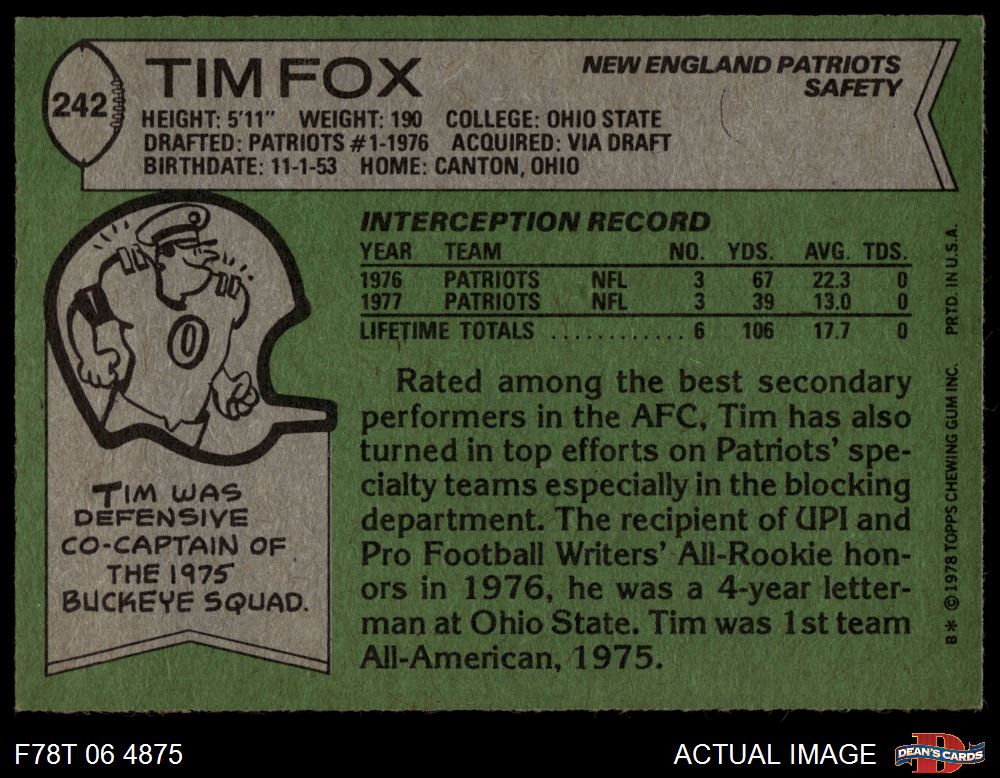 242
TIM FOX
NEW ENGLAND PATRIOTS
SAFETY
HEIGHT: 5'11" WEIGHT: 190 COLLEGE: OHIO STATE
DRAFTED: PATRIOTS #1-1976 ACQUIRED: VIA DRAFT
BIRTHDATE: 11-1-53 HOME: CANTON, OHIO
INTERCEPTION RECORD
YEAR TEAM NO. YDS. AVG. TDS.
1976 PATRIOTS NFL 3 67 22.3 0
1977 PATRIOTS NFL 3 39 13.0 0
LIFETIME TOTALS ............ 6 106 17.7 0
Rated among the best secondary
performers in the AFC, Tim has also
turned in top efforts on Patriots' spe-
cialty teams especially in the blocking
department. The recipient of UPI and
Pro Football Writers' All-Rookie hon-
ors in 1976, he was a 4-year letter-
man at Ohio State. Tim was 1st team
All-American, 1975.
0
TIM WAS
DEFENSIVE
CO-CAPTAIN OF
THE 1975
BUCKEYE SQUAD.
B* © 1978 TOPPS CHEWING GUM INC. PRTD. IN U.S.A.
F78T 06 4875
ACTUAL IMAGE
D
DEAN'S CARDS